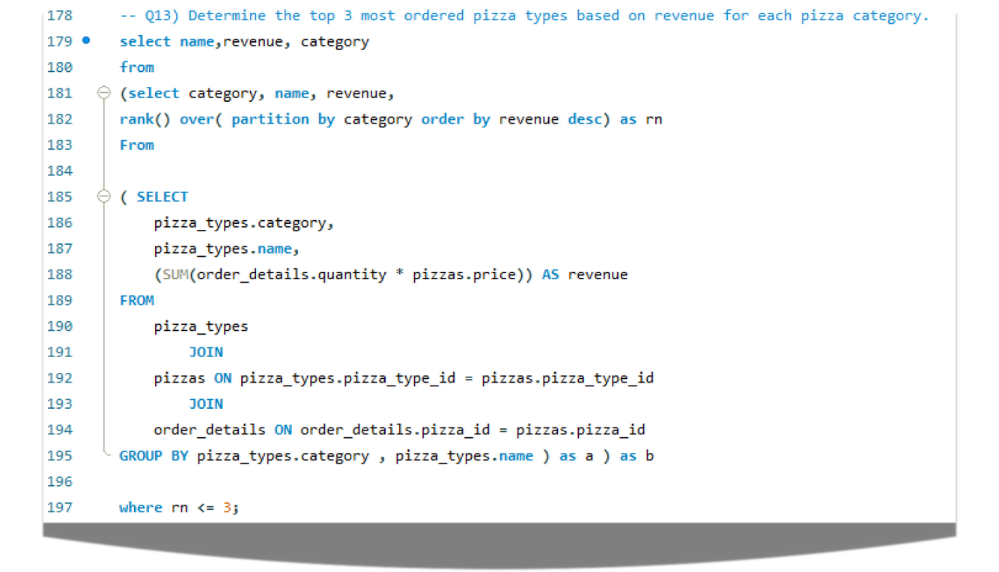 178 -- Q13) Determine the top 3 most ordered pizza types based on revenue for each pizza category.
179 select name,revenue, category
180 from
181 (select category, name, revenue,
182 rank() over( partition by category order by revenue desc) as rn
183 From
184
185 ( SELECT
186 pizza_types.category,
187 pizza_types.name,
188 (SUM(order_details.quantity * pizzas.price)) AS revenue
189 FROM
190 pizza_types
191 JOIN
192 pizzas ON pizza_types.pizza_type_id = pizzas.pizza_type_id
193 JOIN
194 order_details ON order_details.pizza_id = pizzas.pizza_id
195 GROUP BY pizza_types.category , pizza_types.name ) as a ) as b
196
197 where rn <= 3;